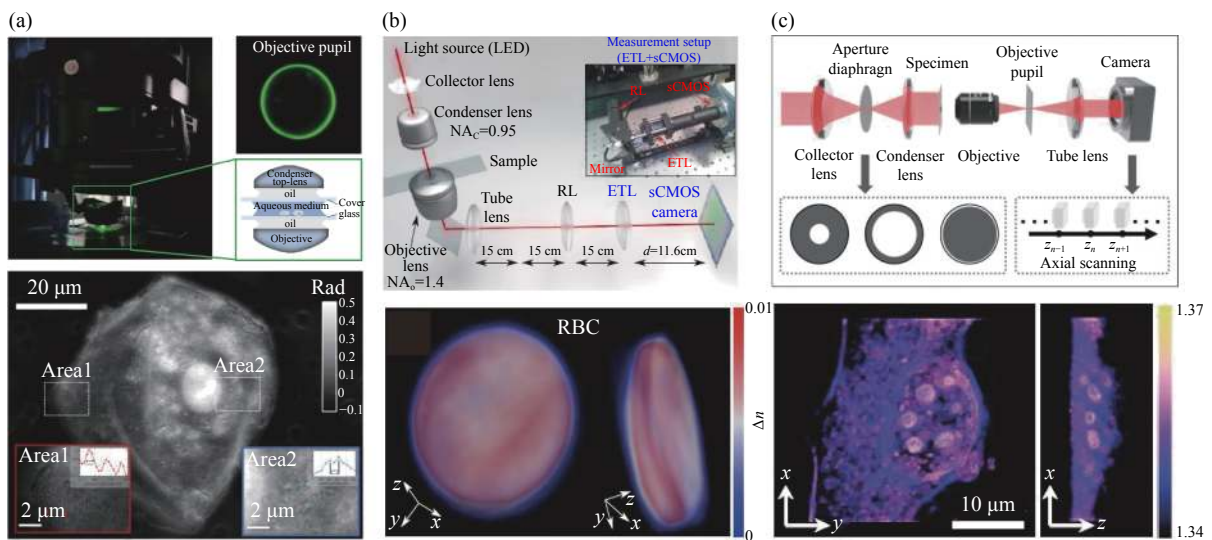 (a)
Objective pupil
Condenser
top-lens
oil
Aqueous medium
Cover
glass
oil
Objective
20 μm
Rad
0.5
0.4
0.3
0.2
0.1
0
−0.1
Area1
Area2
Area1
2 μm
Area2
2 μm
(b)
Light source (LED)
Collector lens
Condenser lens
NAC=0.95
Sample
Measurement setup
(ETL+sCMOS)
RL
sCMOS
ETL
Mirror
Tube
lens
RL
ETL
sCMOS
camera
15 cm
15 cm
15 cm
d=11.6cm
Objective
lens
NAo=1.4
RBC
z
y
x
z
y
x
0.01
Δn
0
(c)
Aperture
diaphragn
Specimen
Objective
pupil
Camera
Collector
lens
Condenser
lens
Objective
Tube lens
zn−1
zn
zn+1
Axial scanning
x
y
10 μm
x
z
1.37
1.34